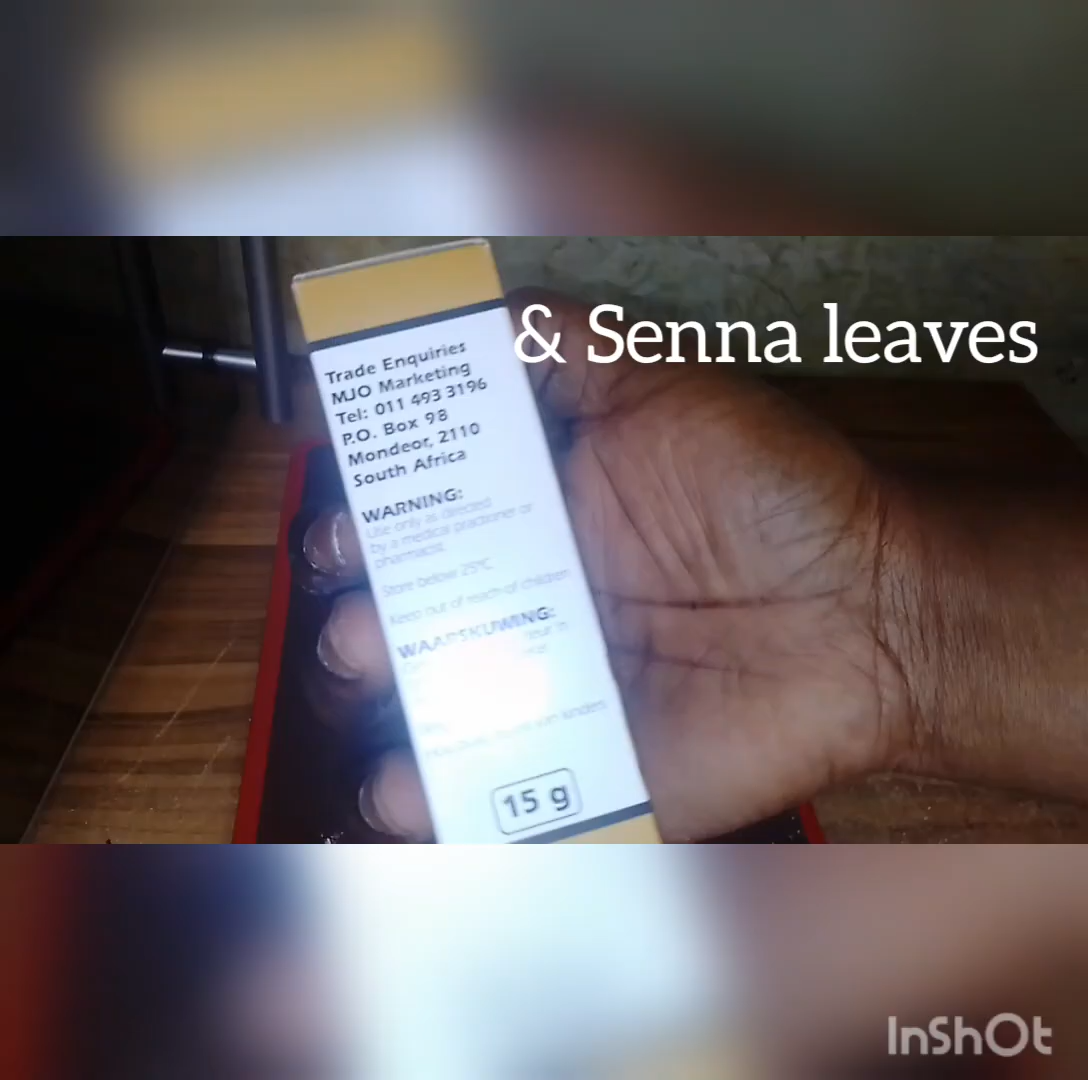 & Senna leaves
Trade Enquiries
MJO Marketing
Tel: 011 493 3196
P.O. Box 98
Mondeor, 2110
South Africa
WARNING:
Use only as directed
by a medical practioner or
pharmacist.
Store below 25°C
Keep out of reach of children
WAARSKUWING:
van kinders
15 g
InShOt